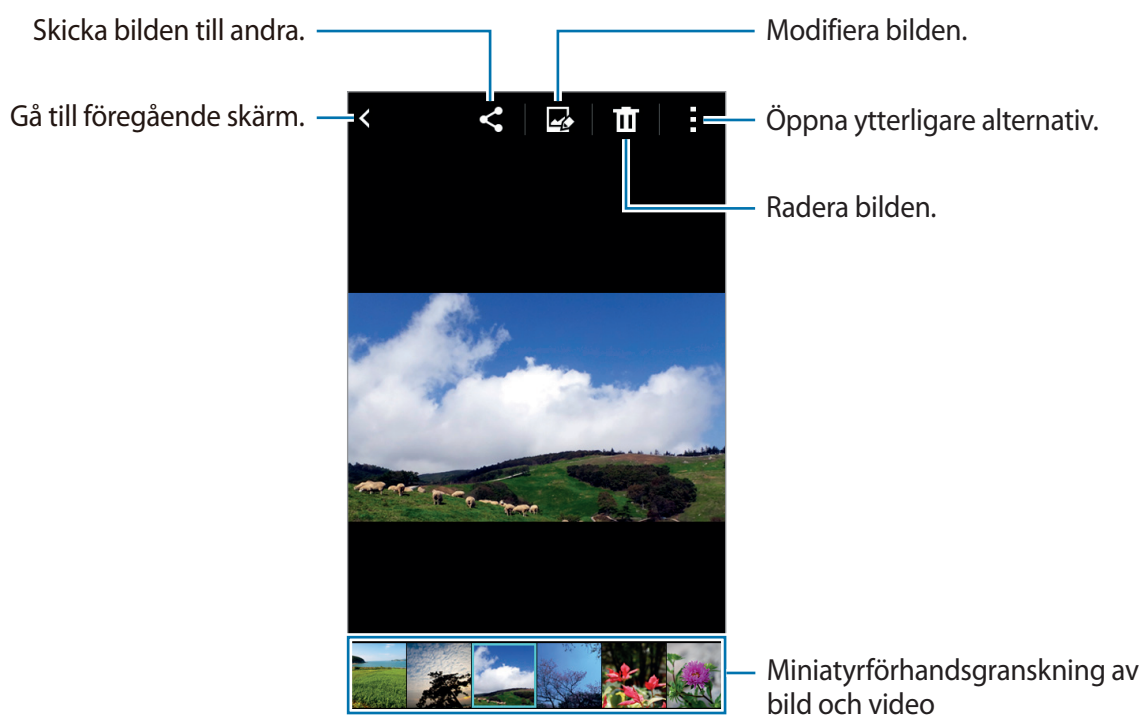 Skicka bilden till andra.
Modifiera bilden.
Gå till föregående skärm.
Öppna ytterligare alternativ.
Radera bilden.
Miniatyrförhandsgranskning av
bild och video